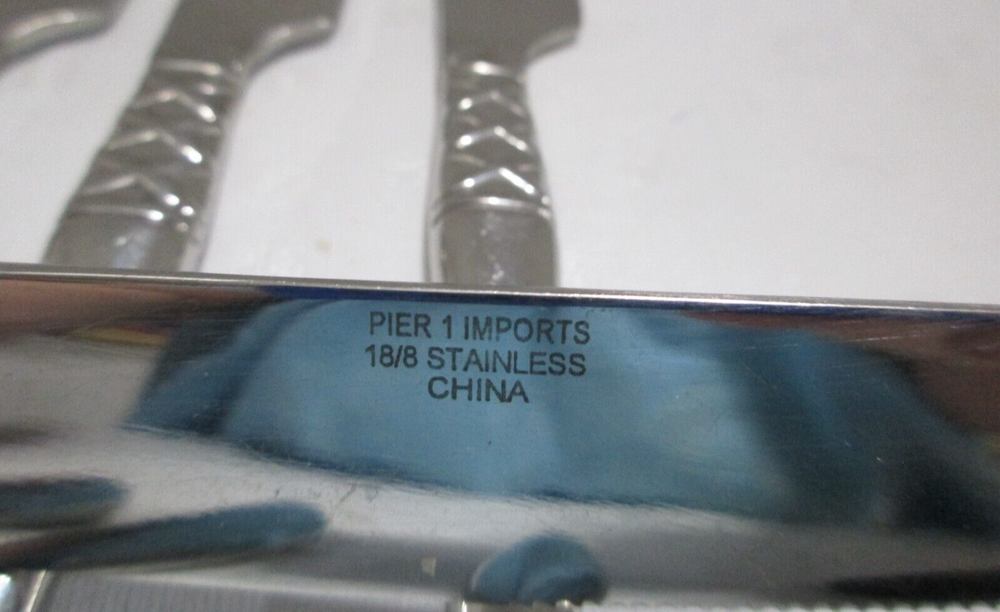 PIER 1 IMPORTS
18/8 STAINLESS
CHINA